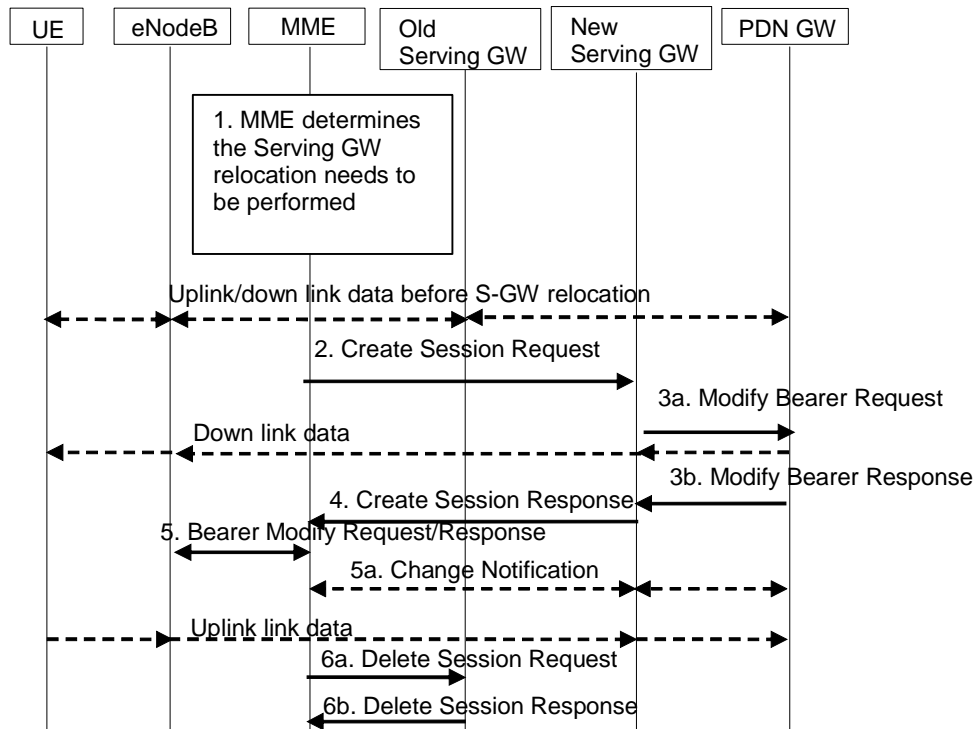 UE
eNodeB
MME
Old
Serving GW
New
Serving GW
PDN GW
1. MME determines
the Serving GW
relocation needs to
be performed
Uplink/down link data before S-GW relocation
2. Create Session Request
3a. Modify Bearer Request
Down link data
3b. Modify Bearer Response
4. Create Session Response
5. Bearer Modify Request/Response
5a. Change Notification
Uplink link data
6a. Delete Session Request
6b. Delete Session Response